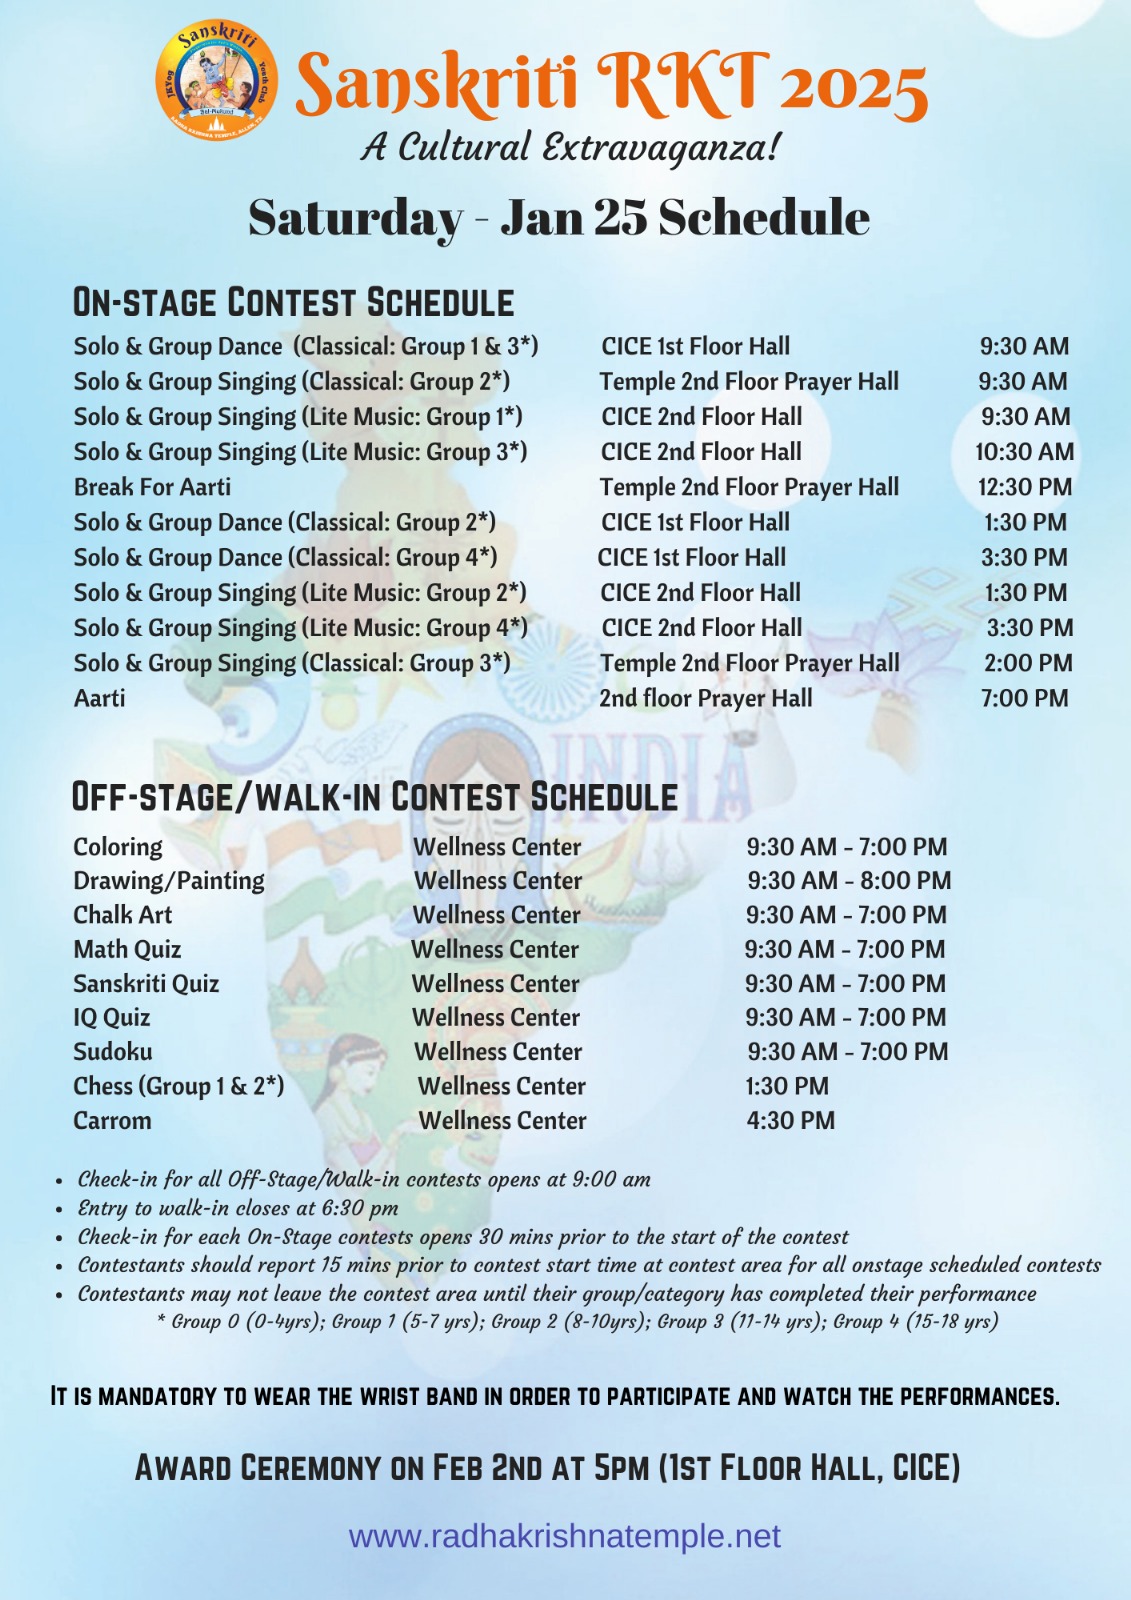 Sanskriti
JKYog
Youth Club
Bal-Mukund
RADHA KRISHNA TEMPLE, ALLEN, TX
Sanskriti RKT 2025
A Cultural Extravaganza!
Saturday - Jan 25 Schedule
On-stage Contest Schedule
Solo & Group Dance (Classical: Group 1 & 3*) CICE 1st Floor Hall 9:30 AM
Solo & Group Singing (Classical: Group 2*) Temple 2nd Floor Prayer Hall 9:30 AM
Solo & Group Singing (Lite Music: Group 1*) CICE 2nd Floor Hall 9:30 AM
Solo & Group Singing (Lite Music: Group 3*) CICE 2nd Floor Hall 10:30 AM
Break For Aarti Temple 2nd Floor Prayer Hall 12:30 PM
Solo & Group Dance (Classical: Group 2*) CICE 1st Floor Hall 1:30 PM
Solo & Group Dance (Classical: Group 4*) CICE 1st Floor Hall 3:30 PM
Solo & Group Singing (Lite Music: Group 2*) CICE 2nd Floor Hall 1:30 PM
Solo & Group Singing (Lite Music: Group 4*) CICE 2nd Floor Hall 3:30 PM
Solo & Group Singing (Classical: Group 3*) Temple 2nd Floor Prayer Hall 2:00 PM
Aarti 2nd floor Prayer Hall 7:00 PM
INDIA
Off-stage/walk-in Contest Schedule
Coloring Wellness Center 9:30 AM - 7:00 PM
Drawing/Painting Wellness Center 9:30 AM - 8:00 PM
Chalk Art Wellness Center 9:30 AM - 7:00 PM
Math Quiz Wellness Center 9:30 AM - 7:00 PM
Sanskriti Quiz Wellness Center 9:30 AM - 7:00 PM
IQ Quiz Wellness Center 9:30 AM - 7:00 PM
Sudoku Wellness Center 9:30 AM - 7:00 PM
Chess (Group 1 & 2*) Wellness Center 1:30 PM
Carrom Wellness Center 4:30 PM
• Check-in for all Off-Stage/Walk-in contests opens at 9:00 am
• Entry to walk-in closes at 6:30 pm
• Check-in for each On-Stage contests opens 30 mins prior to the start of the contest
• Contestants should report 15 mins prior to contest start time at contest area for all onstage scheduled contests
• Contestants may not leave the contest area until their group/category has completed their performance
* Group 0 (0-4yrs); Group 1 (5-7 yrs); Group 2 (8-10yrs); Group 3 (11-14 yrs); Group 4 (15-18 yrs)
It is mandatory to wear the wrist band in order to participate and watch the performances.
Award Ceremony on Feb 2nd at 5pm (1st Floor Hall, CICE)
www.radhakrishnatemple.net